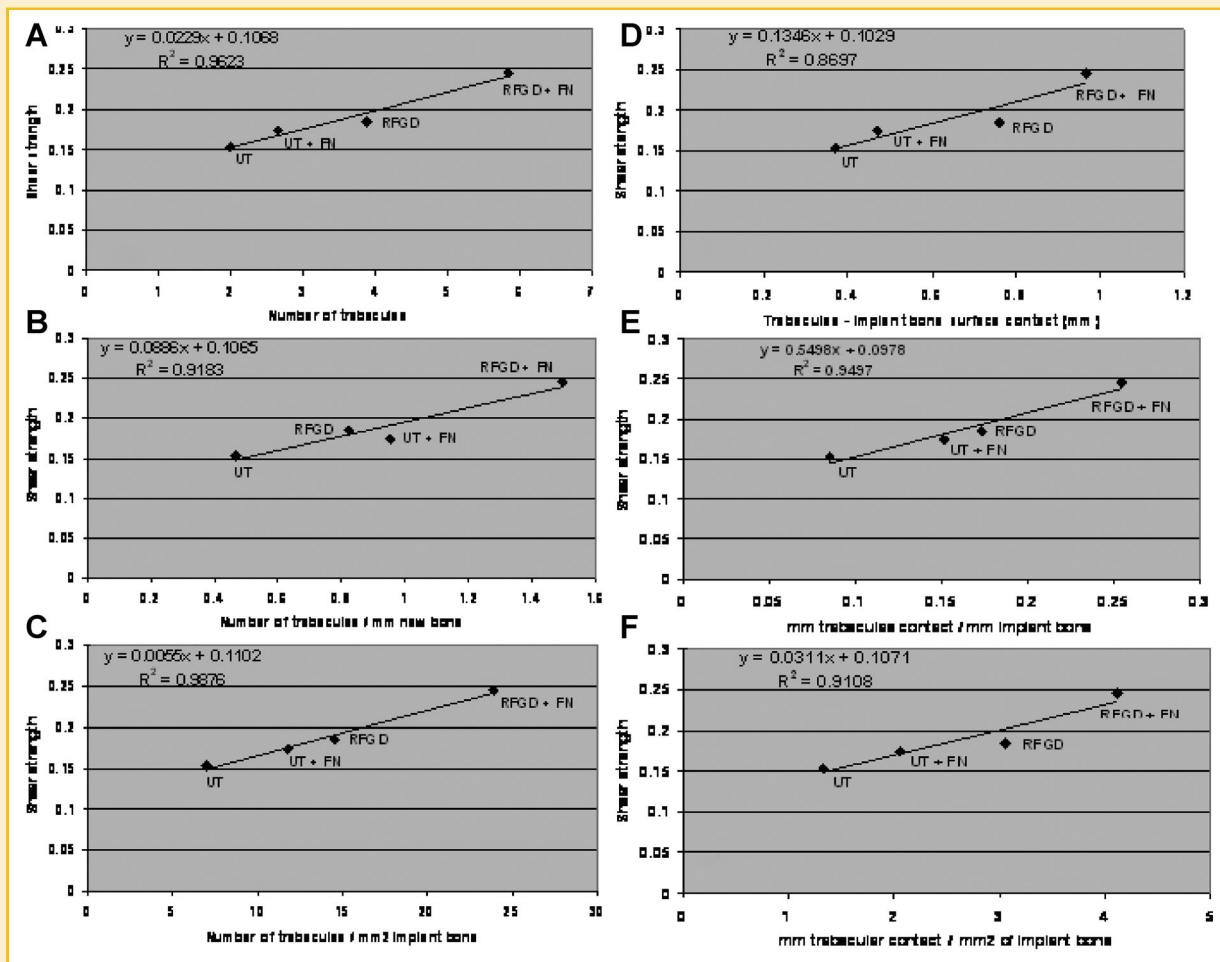 A
y = 0.0229x + 0.1068
R² = 0.9623
0.3
0.25
0.2
0.15
0.1
0.05
0
Shear strength
RFGD + FN
RFGD
UT + FN
UT
0 1 2 3 4 5 6 7
Number of trabecules
B
y = 0.0886x + 0.1065
R² = 0.9183
0.3
0.25
0.2
0.15
0.1
0.05
0
Shear strength
RFGD + FN
RFGD
UT + FN
UT
0 0.2 0.4 0.6 0.8 1 1.2 1.4 1.6
Number of trabecules / mm new bone
C
y = 0.0055x + 0.1102
R² = 0.9876
0.3
0.25
0.2
0.15
0.1
0.05
0
Shear strength
RFGD + FN
RFGD
UT + FN
UT
0 5 10 15 20 25 30
Number of trabecules / mm2 implant bone
D
y = 0.1346x + 0.1029
R² = 0.8697
0.3
0.25
0.2
0.15
0.1
0.05
0
Shear strength
RFGD + FN
RFGD
UT + FN
UT
0 0.2 0.4 0.6 0.8 1 1.2
Trabecules - implant bone surface contact (mm)
E
y = 0.5498x + 0.0978
R² = 0.9497
0.3
0.25
0.2
0.15
0.1
0.05
0
Shear strength
RFGD + FN
RFGD
UT + FN
UT
0 0.05 0.1 0.15 0.2 0.25 0.3
mm trabecules contact / mm implant bone
F
y = 0.0311x + 0.1071
R² = 0.9108
0.3
0.25
0.2
0.15
0.1
0.05
0
Shear strength
RFGD + FN
RFGD
UT + FN
UT
0 1 2 3 4 5
mm trabecular contact / mm2 of implant bone